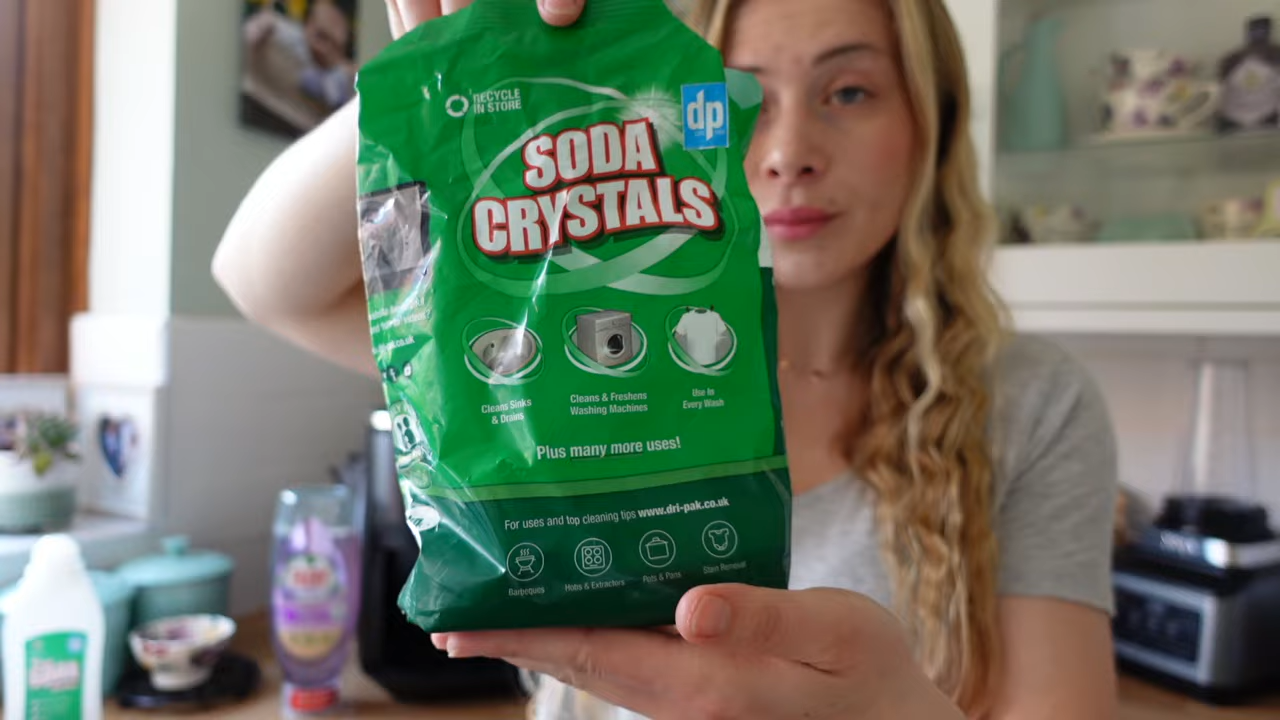 RECYCLE
IN STORE
dp
SODA
CRYSTALS
Cleans Sinks
& Drains
Cleans & Freshens
Washing Machines
Use In
Every Wash
Plus many more uses!
For uses and top cleaning tips www.dri-pak.co.uk
Barbeques
Hobs & Extractors
Pots & Pans
Stain Removal